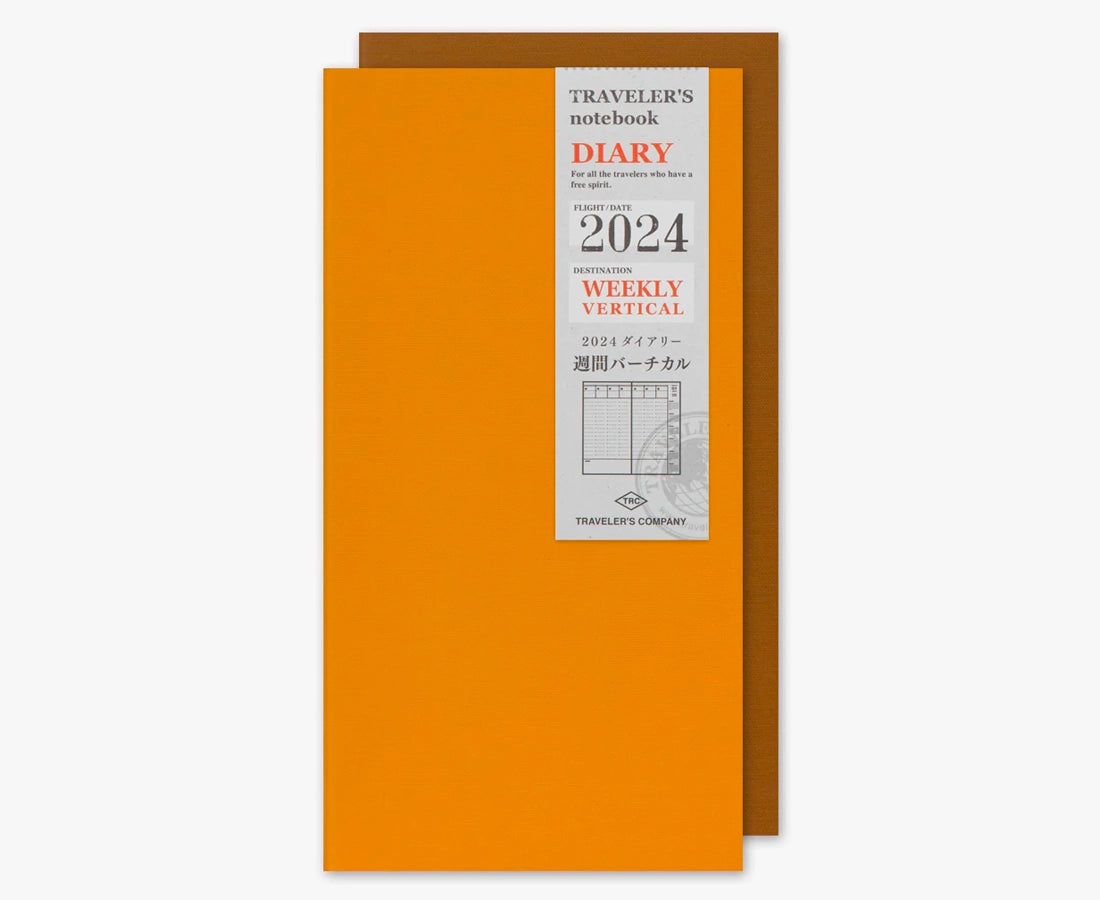 TRAVELER'S
notebook
DIARY
For all the travelers who have a
free spirit.
FLIGHT/DATE
2024
DESTINATION
WEEKLY
VERTICAL
2024 ダイアリー
週間バーチカル
TRC
TRAVELER'S COMPANY